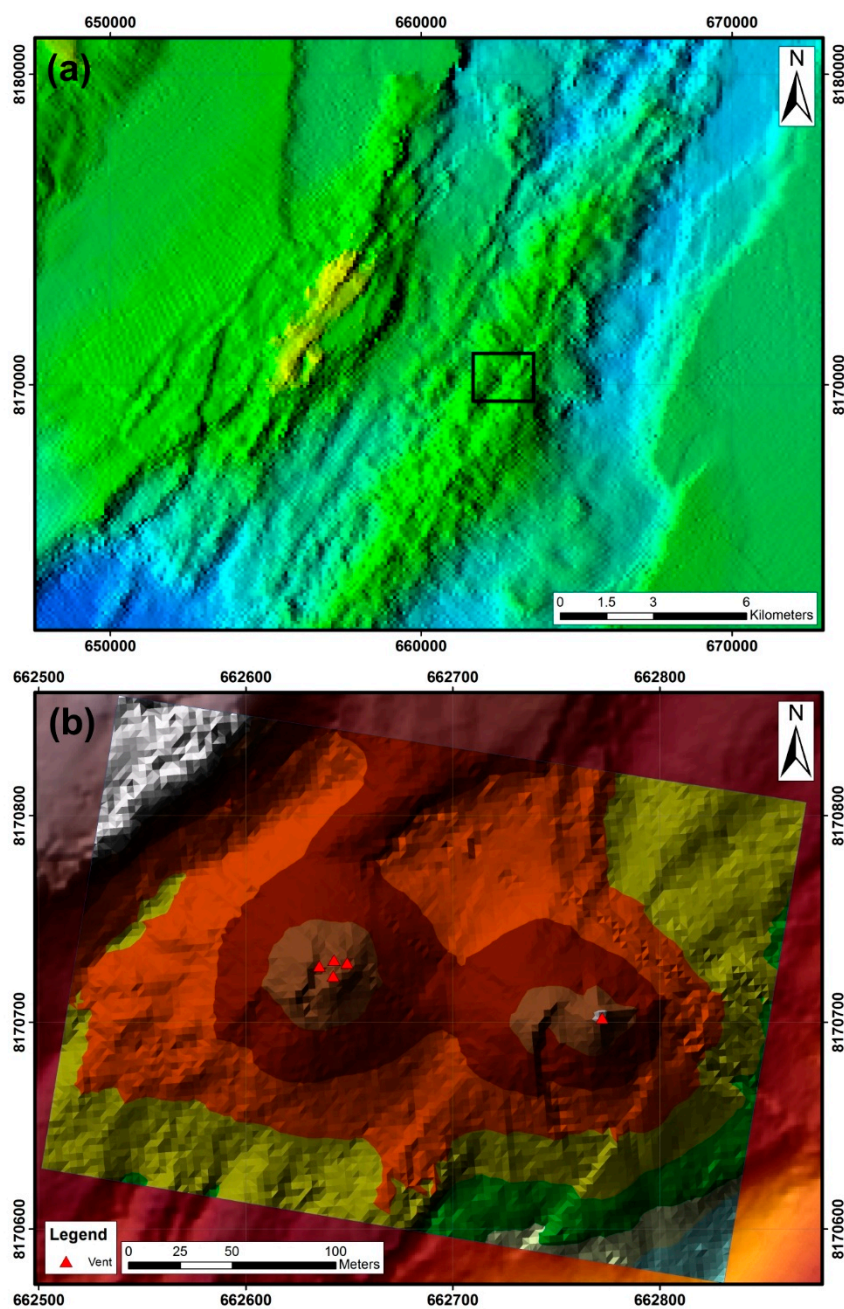 650000 660000 670000
(a)
N
8180000 8180000
8170000 8170000
0 1.5 3 6
Kilometers
650000 660000 670000
662500 662600 662700 662800
(b)
N
8170800 8170800
8170700 8170700
8170600 8170600
Legend
Vent
0 25 50 100
Meters
662500 662600 662700 662800